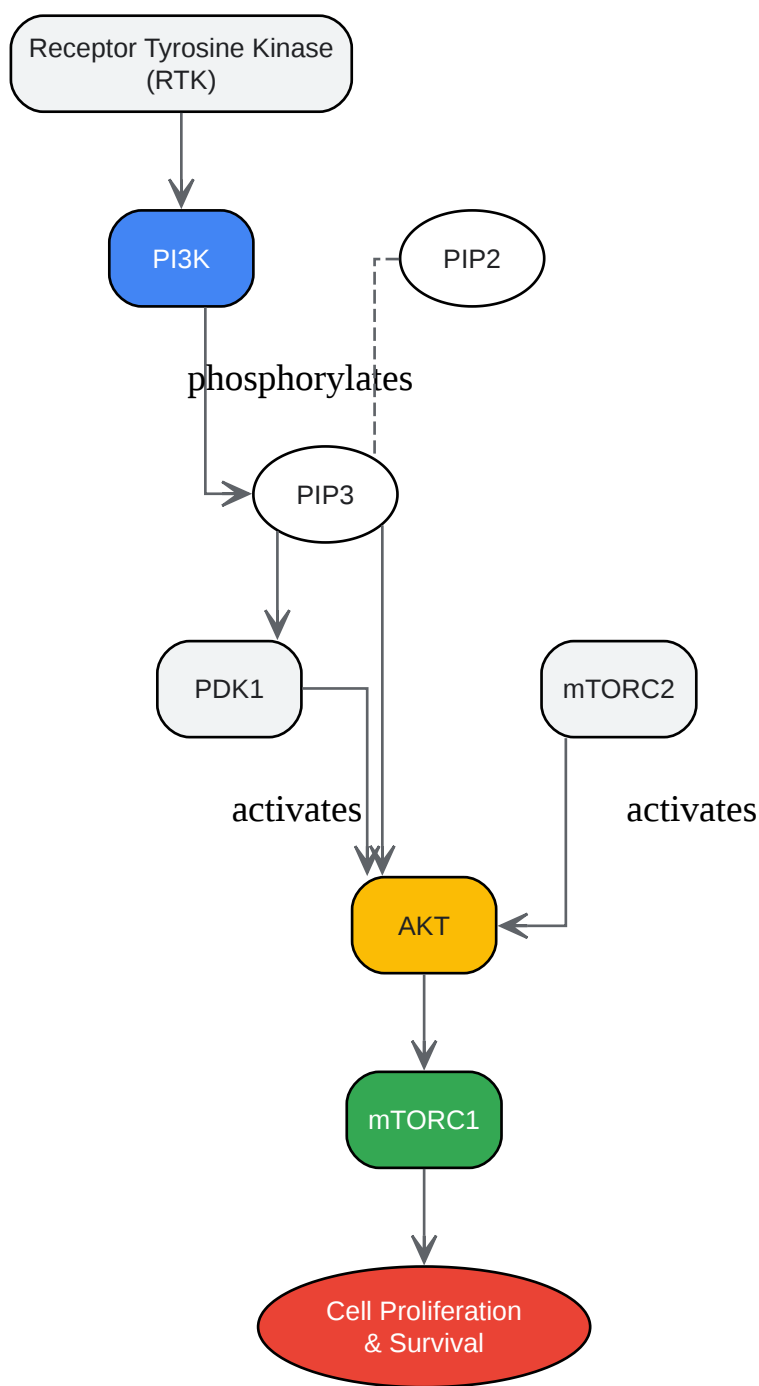 Receptor Tyrosine Kinase
(RTK)
PI3K
PIP2
phosphorylates
PIP3
PDK1
mTORC2
activates
activates
AKT
mTORC1
Cell Proliferation
& Survival